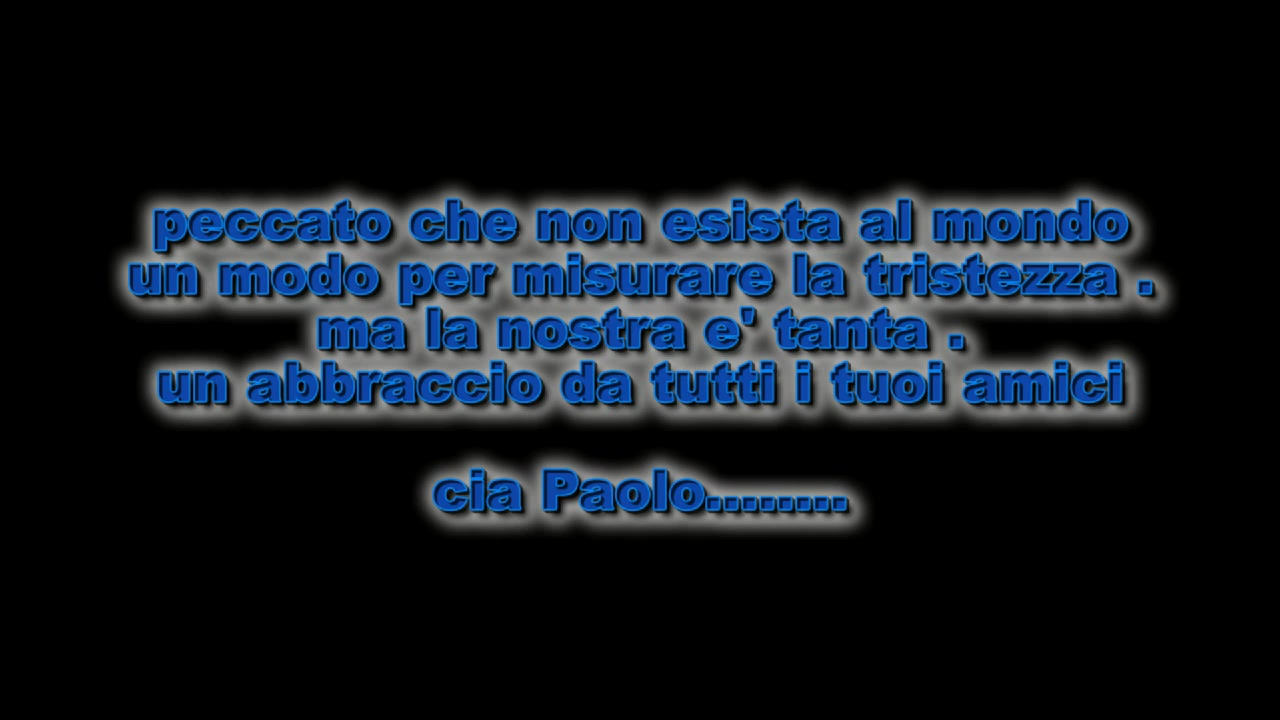 peccato che non esista al mondo
un modo per misurare la tristezza .
ma la nostra e' tanta .
un abbraccio da tutti i tuoi amici
cia Paolo........